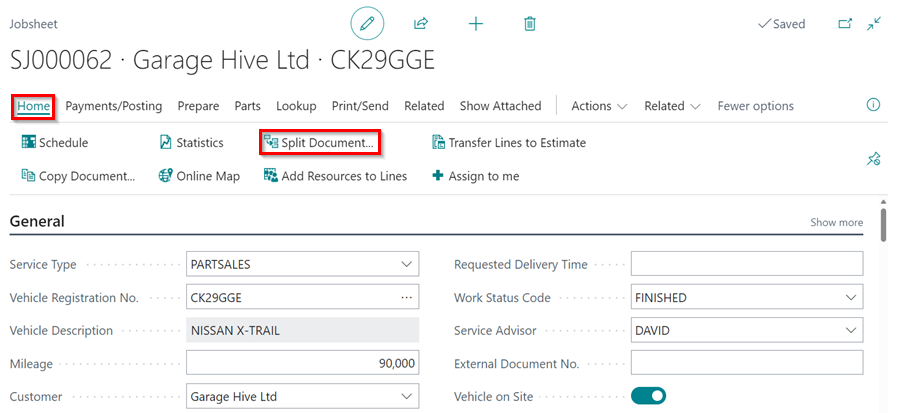 Jobsheet
Saved
SJ000062 · Garage Hive Ltd · CK29GGE
Home Payments/Posting Prepare Parts Lookup Print/Send Related Show Attached Actions Related Fewer options
Schedule Statistics Split Document... Transfer Lines to Estimate
Copy Document... Online Map Add Resources to Lines Assign to me
General Show more
Service Type PARTSALES Requested Delivery Time
Vehicle Registration No. CK29GGE ... Work Status Code FINISHED
Vehicle Description NISSAN X-TRAIL Service Advisor DAVID
Mileage 90,000 External Document No.
Customer Garage Hive Ltd Vehicle on Site